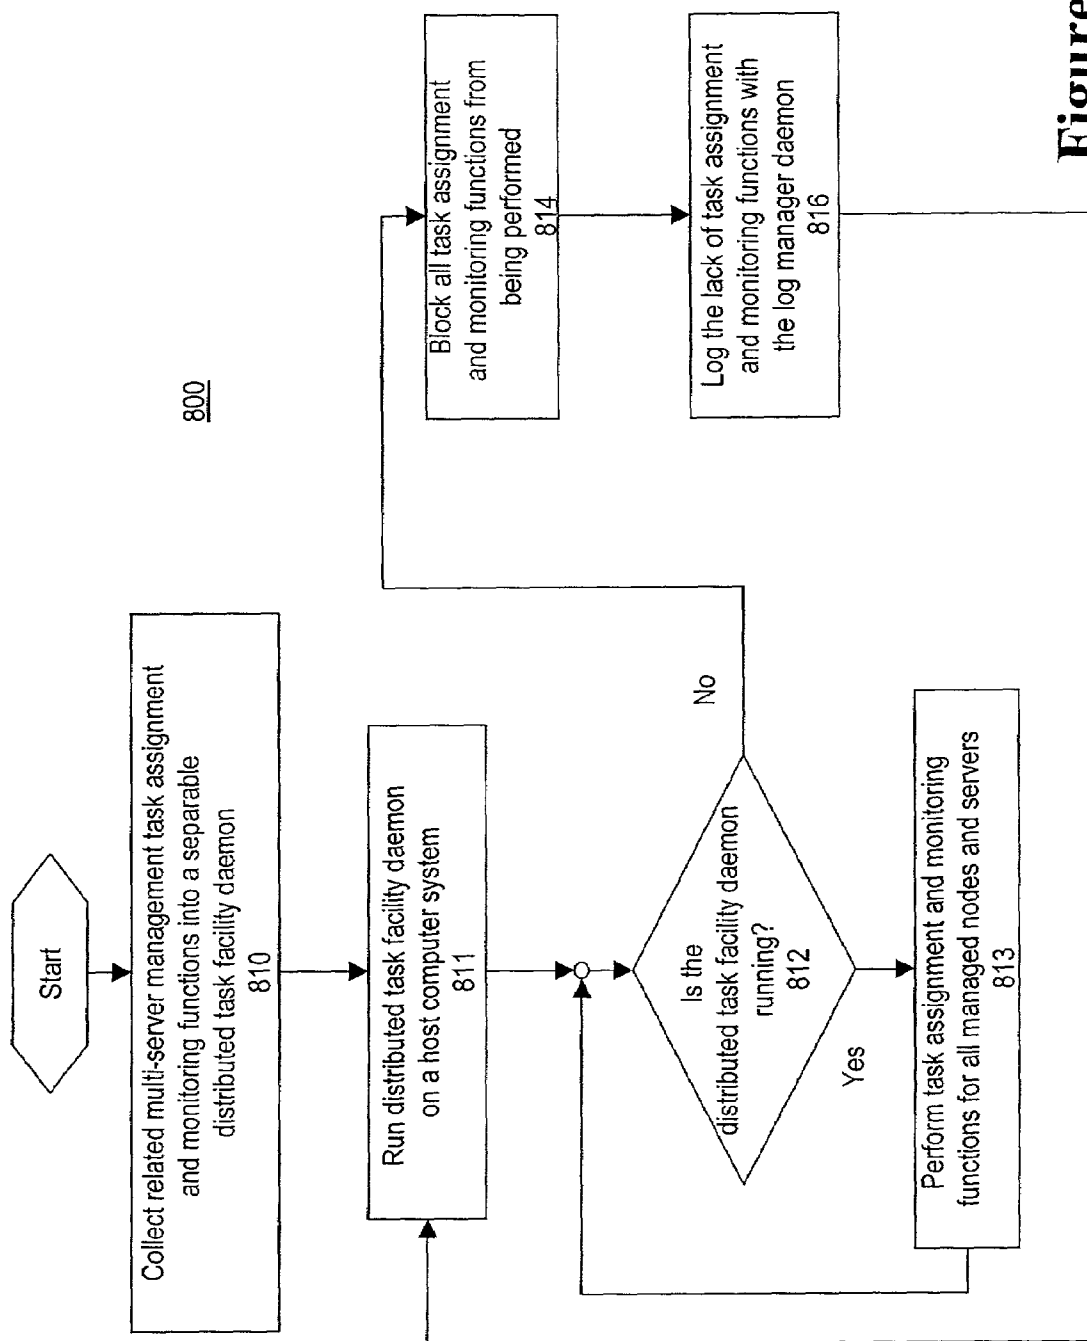 800
Start
Collect related multi-server management task assignment
and monitoring functions into a separable
distributed task facility daemon
810
Run distributed task facility daemon
on a host computer system
811
Is the
distributed task facility daemon
running?
812
Yes
No
Perform task assignment and monitoring
functions for all managed nodes and servers
813
Block all task assignment
and monitoring functions from
being performed
814
Log the lack of task assignment
and monitoring functions with
the log manager daemon
816
Figure